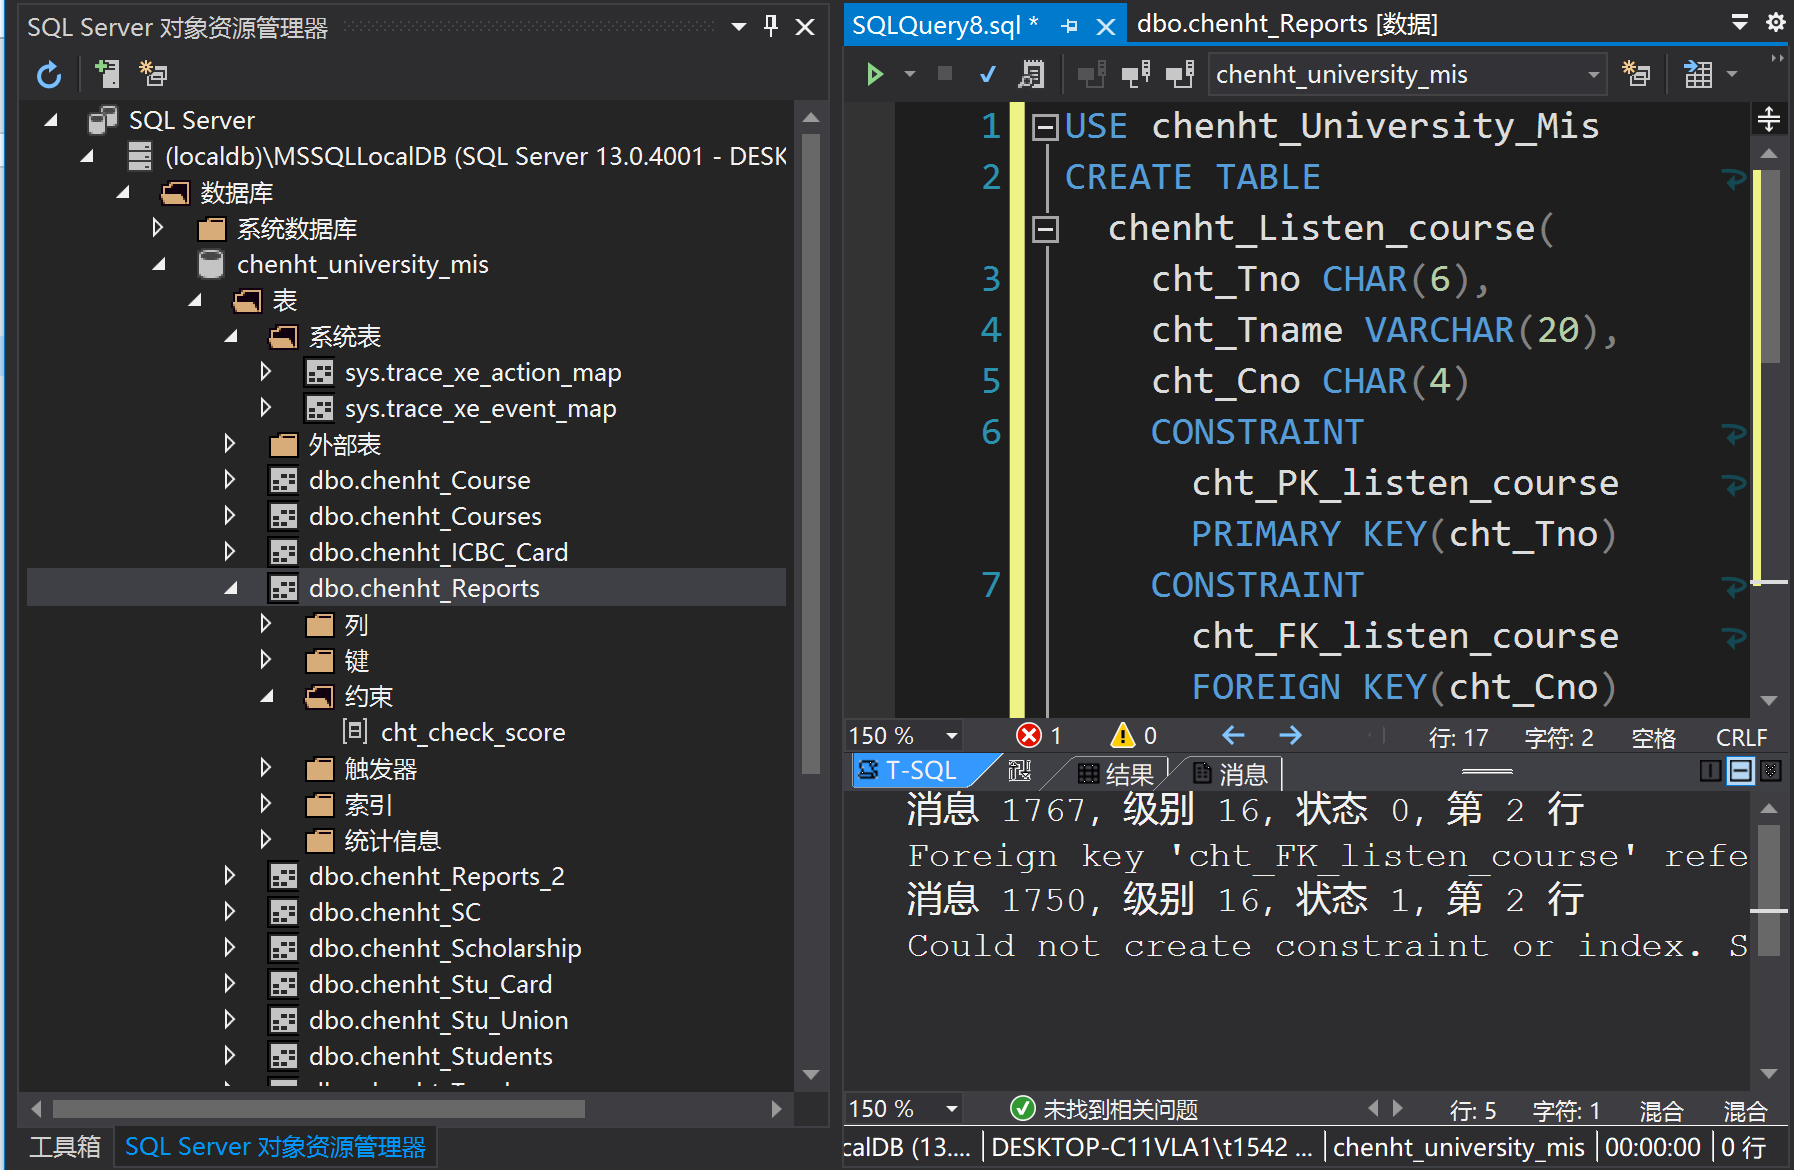 SQL Server 对象资源管理器
SQL Server
(localdb)\MSSQLLocalDB (SQL Server 13.0.4001 - DESK
数据库
系统数据库
chenht_university_mis
表
系统表
sys.trace_xe_action_map
sys.trace_xe_event_map
外部表
dbo.chenht_Course
dbo.chenht_Courses
dbo.chenht_ICBC_Card
dbo.chenht_Reports
列
键
约束
cht_check_score
触发器
索引
统计信息
dbo.chenht_Reports_2
dbo.chenht_SC
dbo.chenht_Scholarship
dbo.chenht_Stu_Card
dbo.chenht_Stu_Union
dbo.chenht_Students
工具箱 SQL Server 对象资源管理器
SQLQuery8.sql * dbo.chenht_Reports [数据]
chenht_university_mis
1 USE chenht_University_Mis
2 CREATE TABLE
chenht_Listen_course(
3 cht_Tno CHAR(6),
4 cht_Tname VARCHAR(20),
5 cht_Cno CHAR(4)
6 CONSTRAINT
cht_PK_listen_course
PRIMARY KEY(cht_Tno)
7 CONSTRAINT
cht_FK_listen_course
FOREIGN KEY(cht_Cno)
150 % 1 0 行: 17 字符: 2 空格 CRLF
T-SQL 结果 消息
消息 1767, 级别 16, 状态 0, 第 2 行
Foreign key 'cht_FK_listen_course' refe
消息 1750, 级别 16, 状态 1, 第 2 行
Could not create constraint or index. S
150 % 未找到相关问题 行: 5 字符: 1 混合 混合
calDB (13.... DESKTOP-C11VLA1\t1542 ... chenht_university_mis 00:00:00 0 行